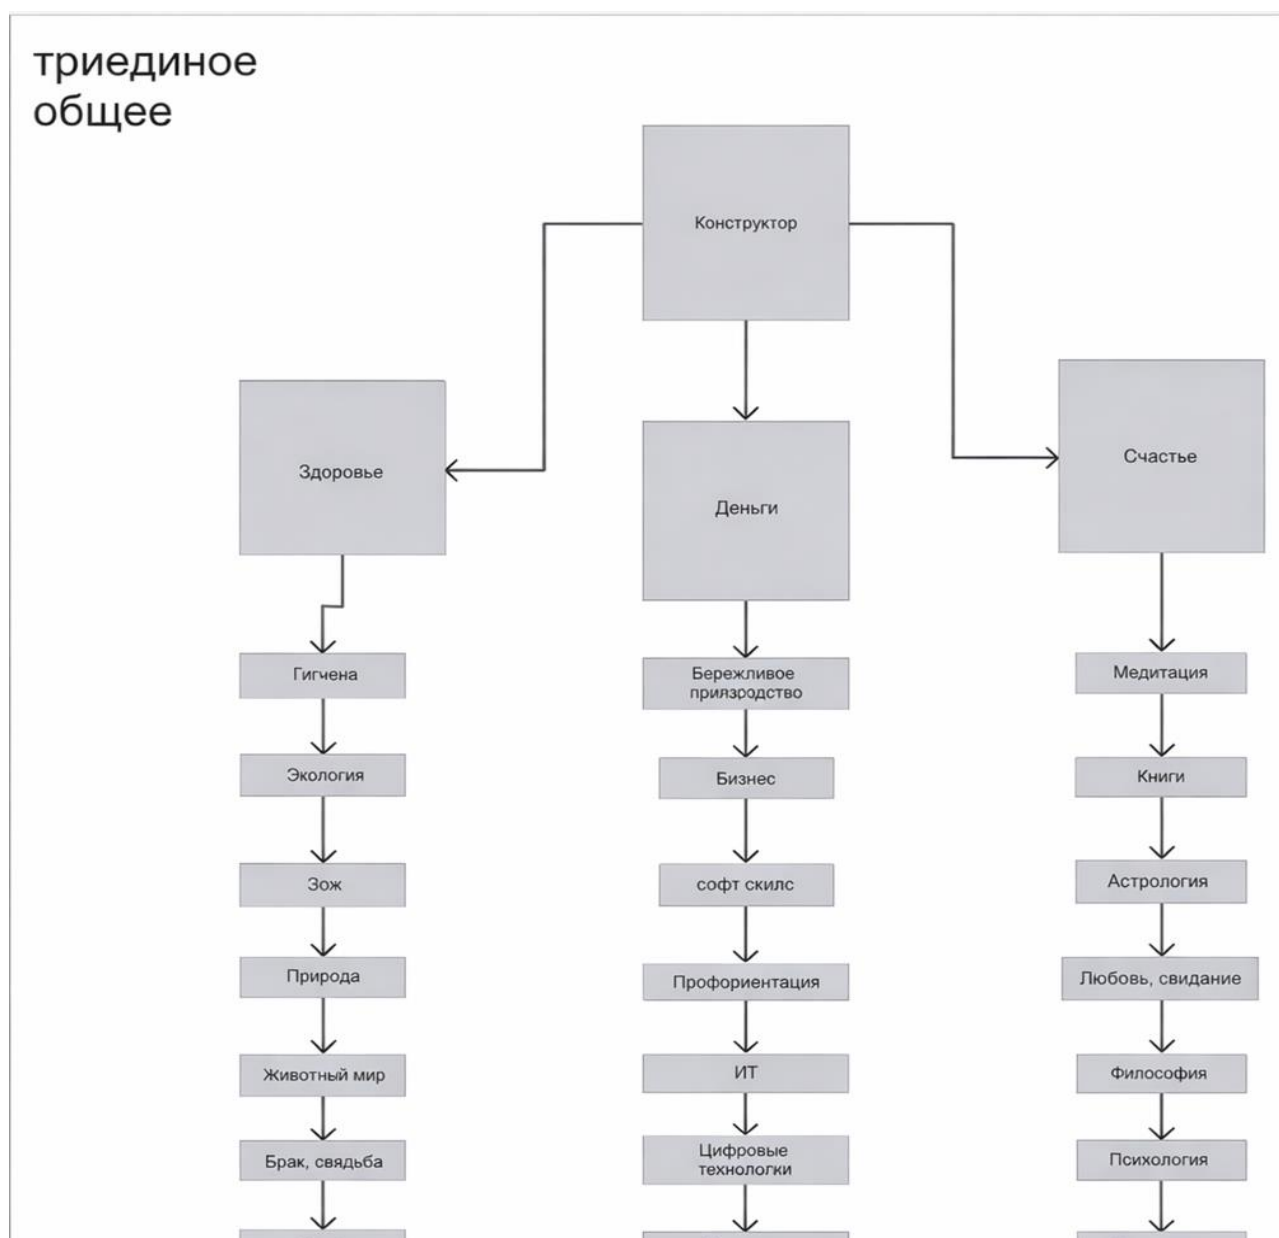 триединое
общее
Конструктор
Здоровье
Деньги
Счастье
Гигчена
Экология
Зож
Природа
Животный мир
Брак, свядьба
Бережливое
прилзродство
Бизнес
софт скилс
Профориентация
ИТ
Цифровые
технологки
Медитация
Книги
Астрология
Любовь, свидание
Философия
Психология